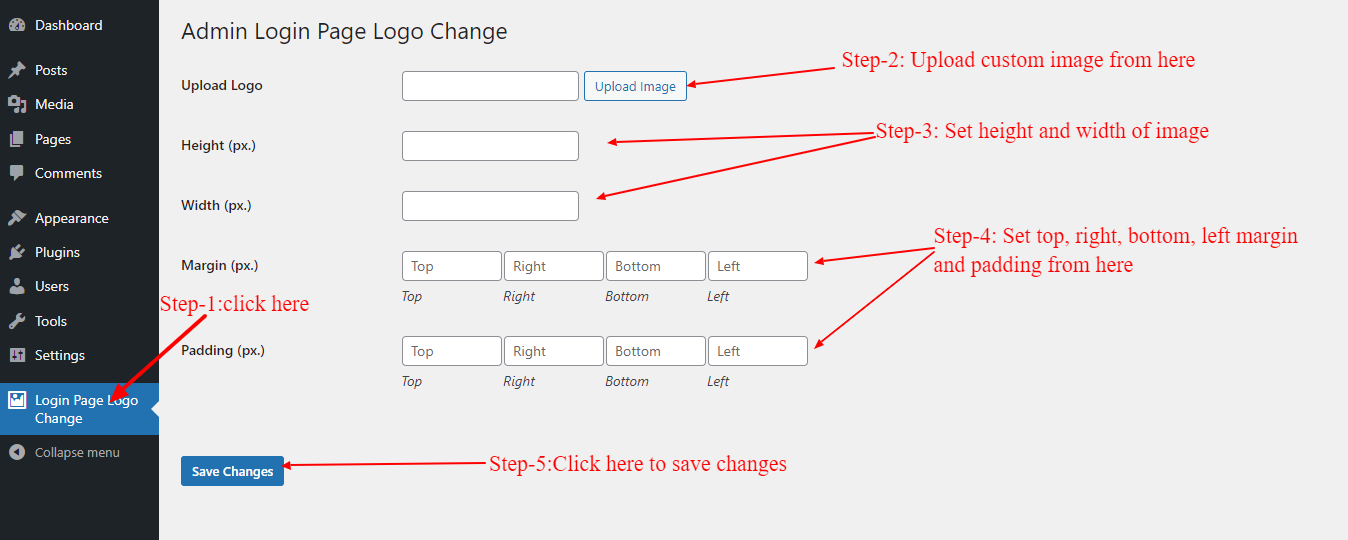 Dashboard
Posts
Media
Pages
Comments
Appearance
Plugins
Users
Tools
Settings
Login Page Logo
Change
Collapse menu
Admin Login Page Logo Change
Upload Logo
Upload Image
Step-2: Upload custom image from here
Height (px.)
Step-3: Set height and width of image
Width (px.)
Margin (px.)
Top Right Bottom Left
Top Right Bottom Left
Step-4: Set top, right, bottom, left margin
and padding from here
Step-1:click here
Padding (px.)
Top Right Bottom Left
Top Right Bottom Left
Save Changes
Step-5:Click here to save changes